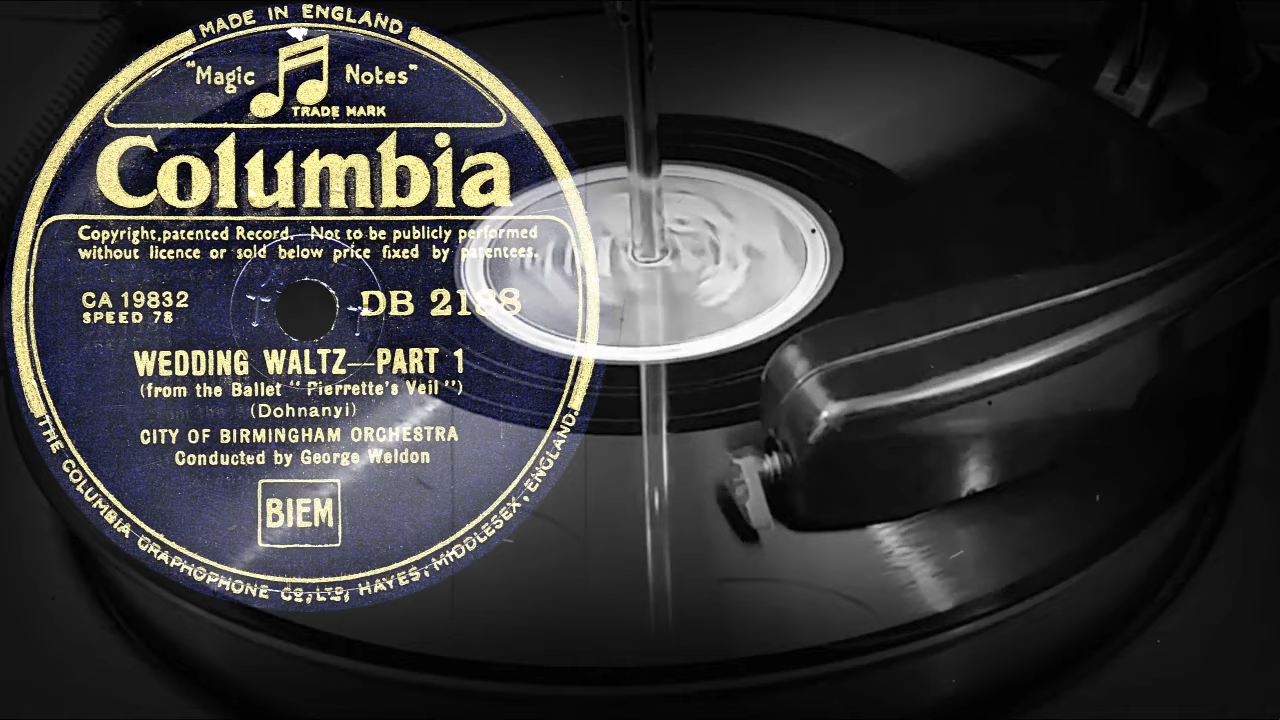 MADE IN ENGLAND
"Magic Notes"
TRADE MARK
Columbia
Copyright, patented Record. Not to be publicly performed
without licence or sold below price fixed by patentees.
CA 19832 DB 2188
SPEED 78
WEDDING WALTZ—PART 1
(from the Ballet "Pierrette's Veil")
(Dohnanyi)
CITY OF BIRMINGHAM ORCHESTRA
Conducted by George Weldon
BIEM
THE COLUMBIA GRAPHOPHONE CO., LTD., HAYES, MIDDLESEX, ENGLAND.